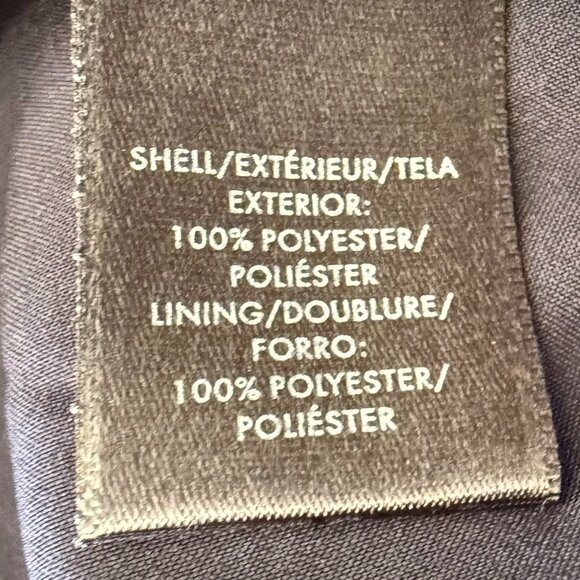 SHELL/EXTÉRIEUR/TELA
EXTERIOR:
100% POLYESTER/
POLIÉSTER
LINING/DOUBLURE/
FORRO:
100% POLYESTER/
POLIÉSTER